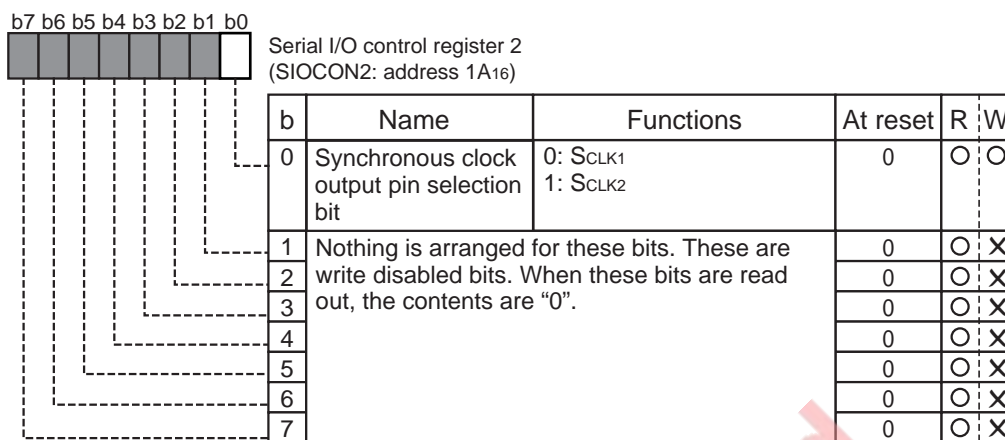 b7 b6 b5 b4 b3 b2 b1 b0
Serial I/O control register 2
(SIOCON2: address 1A16)
b Name Functions At reset R W
0 Synchronous clock output pin selection bit 0: SCLK1 1: SCLK2 0 O O
1 Nothing is arranged for these bits. These are 0 O X
2 write disabled bits. When these bits are read 0 O X
3 out, the contents are “0”. 0 O X
4 0 O X
5 0 O X
6 0 O X
7 0 O X